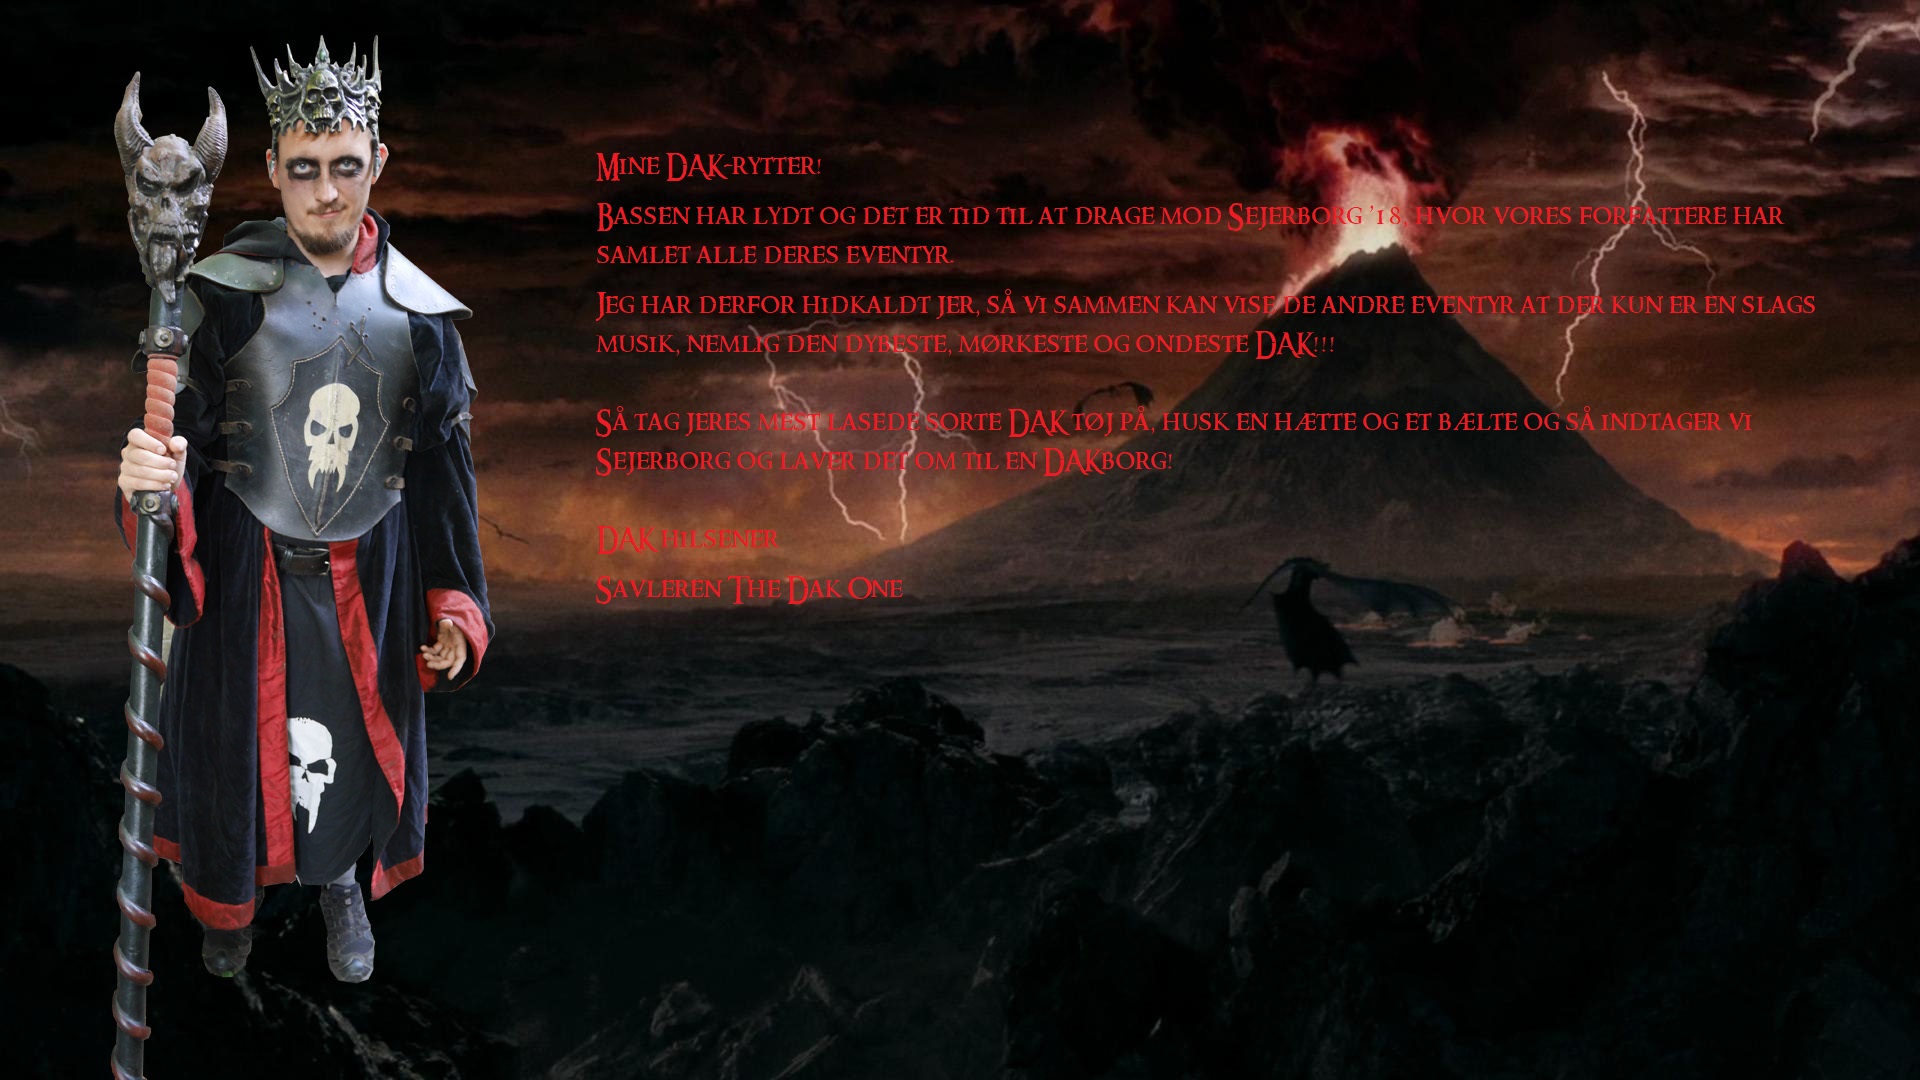 Mine DAK-rytter!
Bassen har lydt og det er tid til at drage mod Sejerborg '18, hvor vores forfattere har
samlet alle deres eventyr.
Jeg har derfor hidkaldt jer, så vi sammen kan vise de andre eventyr at der kun er en slags
musik, nemlig den dybeste, mørkeste og ondeste DAK!!!
Så tag jeres mest lasede sorte DAK tøj på, husk en hætte og et bælte og så indtager vi
Sejerborg og laver det om til en DAKborg!
DAK hilsener
Savleren The Dak One